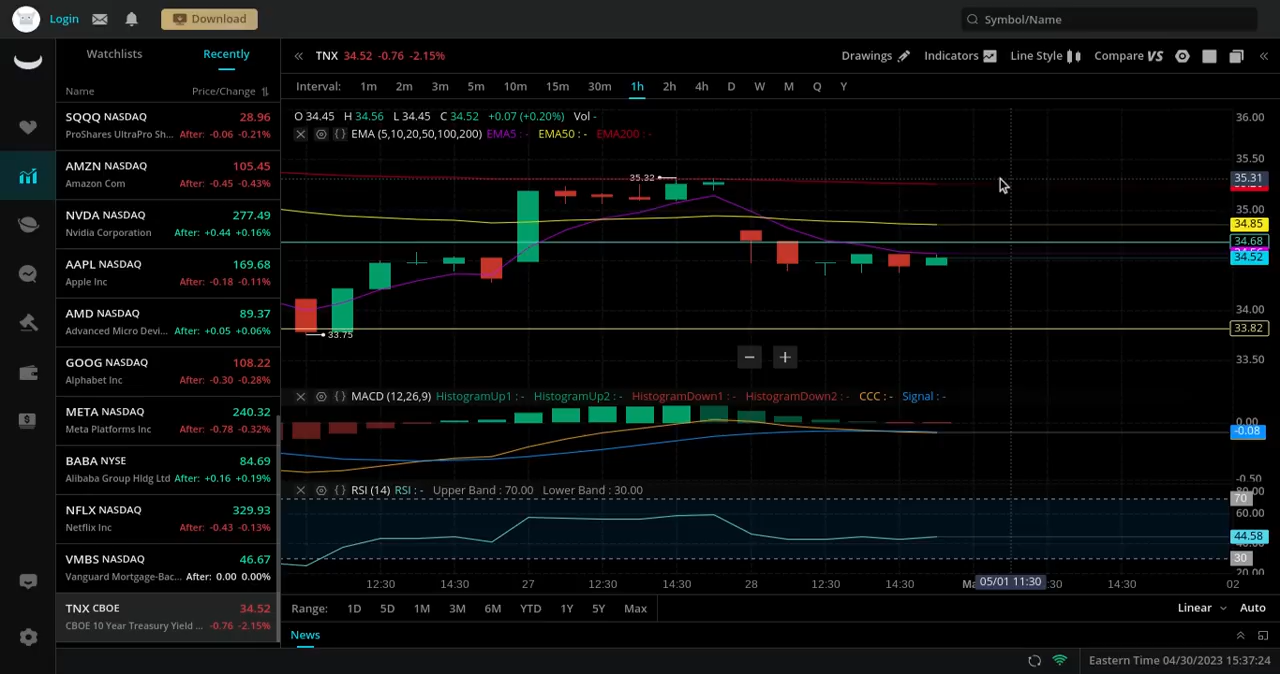 Login
Download
Symbol/Name
Watchlists
Recently
Name
Price/Change
SQQQ NASDAQ 28.96
ProShares UltraPro Sh... After: -0.06 -0.21%
AMZN NASDAQ 105.45
Amazon Com After: -0.45 -0.43%
NVDA NASDAQ 277.49
Nvidia Corporation After: +0.44 +0.16%
AAPL NASDAQ 169.68
Apple Inc After: -0.18 -0.11%
AMD NASDAQ 89.37
Advanced Micro Devi... After: +0.05 +0.06%
GOOG NASDAQ 108.22
Alphabet Inc After: -0.30 -0.28%
META NASDAQ 240.32
Meta Platforms Inc After: -0.78 -0.32%
BABA NYSE 84.69
Alibaba Group Hldg Ltd After: +0.16 +0.19%
NFLX NASDAQ 329.93
Netflix Inc After: -0.43 -0.13%
VMBS NASDAQ 46.67
Vanguard Mortgage-Bac... After: 0.00 0.00%
TNX CBOE 34.52
CBOE 10 Year Treasury Yield ... -0.76 -2.15%
TNX 34.52 -0.76 -2.15%
Drawings Indicators Line Style Compare VS
Interval: 1m 2m 3m 5m 10m 15m 30m 1h 2h 4h D W M Q Y
O 34.45 H 34.56 L 34.45 C 34.52 +0.07 (+0.20%) Vol -
EMA (5,10,20,50,100,200) EMA5 : - EMA50 : - EMA200 : -
36.00
35.50
35.32
35.31
35.00
34.85
34.68
34.52
34.00
33.82
33.75
33.50
MACD (12,26,9) HistogramUp1 : - HistogramUp2 : - HistogramDown1 : - HistogramDown2 : - CCC : - Signal : -
0.00
-0.08
-0.50
RSI (14) RSI : - Upper Band : 70.00 Lower Band : 30.00
70
60.00
44.58
30
20.00
12:30 14:30 27 12:30 14:30 28 12:30 14:30 05/01 11:30 14:30 02
Range: 1D 5D 1M 3M 6M YTD 1Y 5Y Max
Linear Auto
News
Eastern Time 04/30/2023 15:37:24